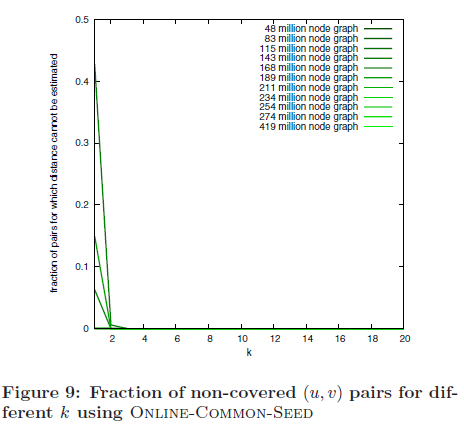 0.5
48 million node graph
83 million node graph
115 million node graph
143 million node graph
168 million node graph
189 million node graph
211 million node graph
234 million node graph
254 million node graph
274 million node graph
419 million node graph
fraction of pairs for which distance cannot be estimated
0.4
0.3
0.2
0.1
0
2 4 6 8 10 12 14 16 18 20
k
Figure 9: Fraction of non-covered (u, v) pairs for dif-
ferent k using ONLINE-COMMON-SEED